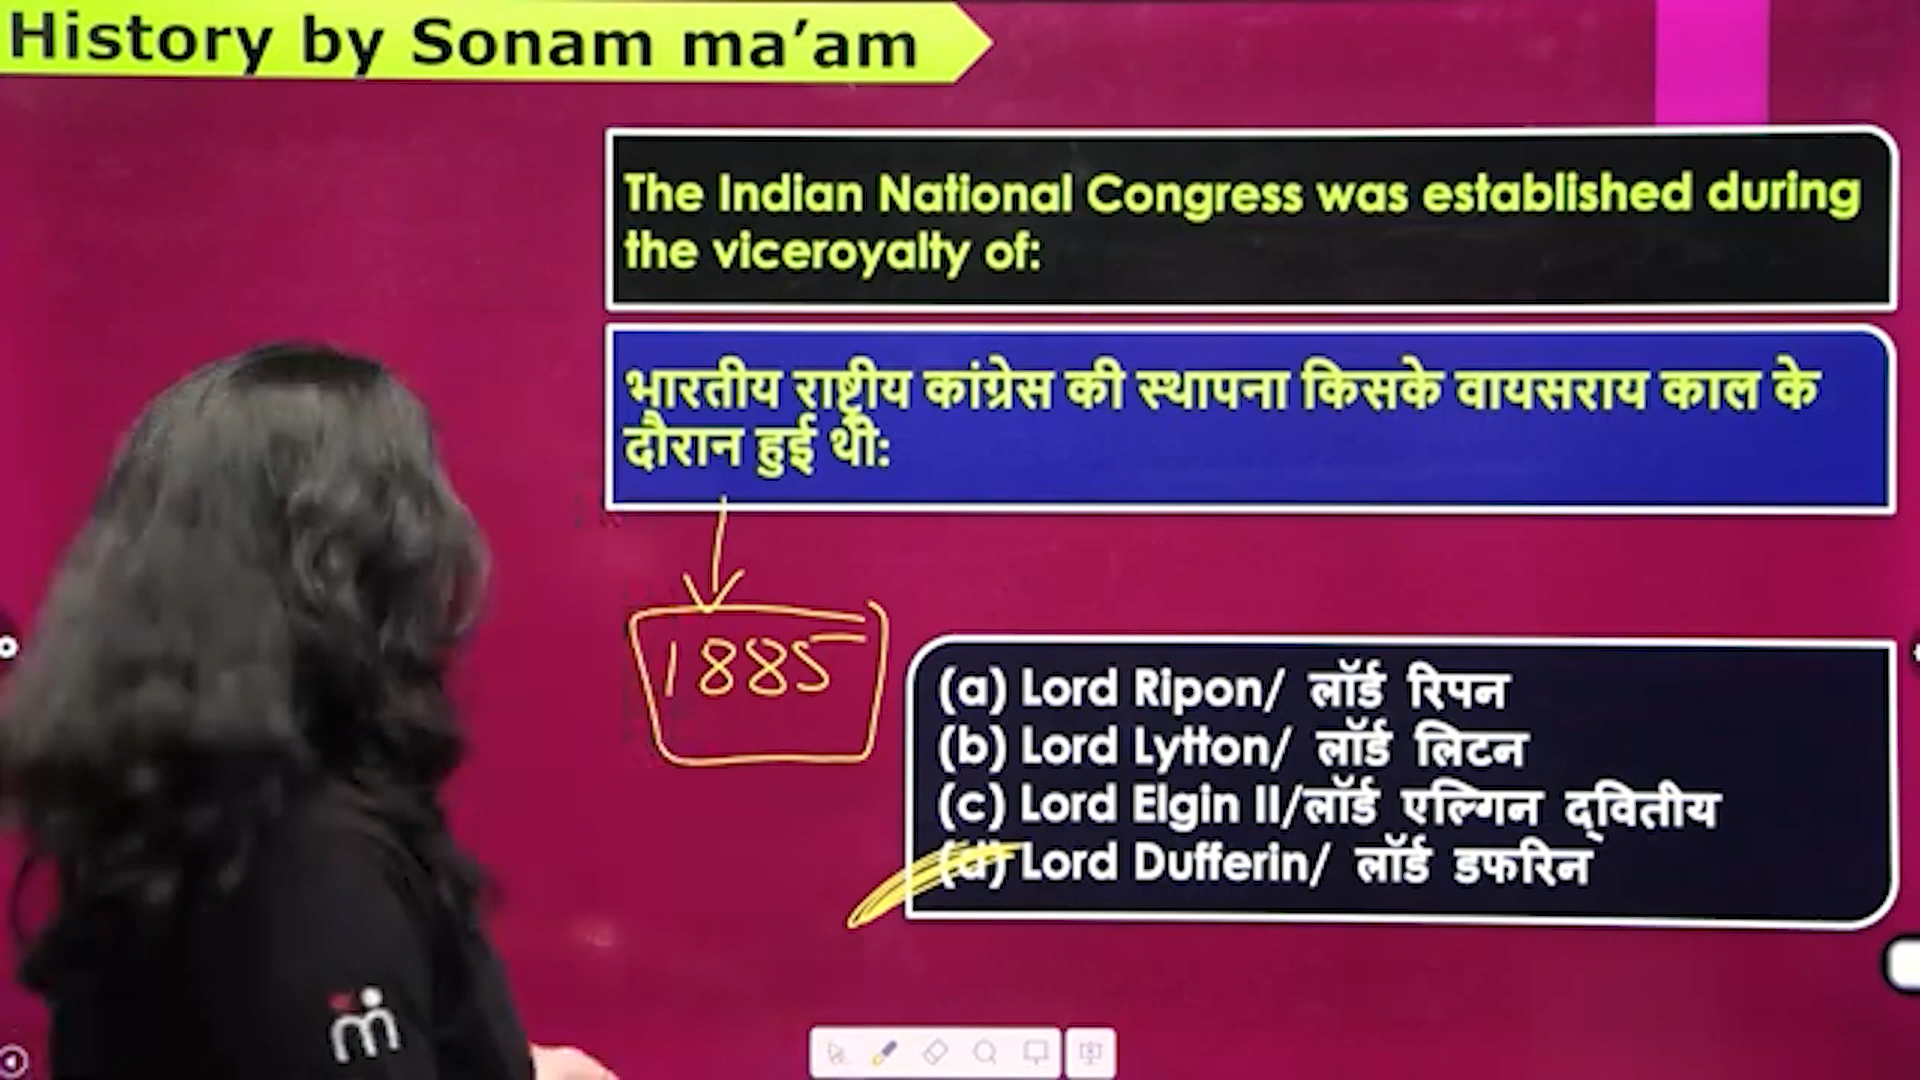 History by Sonam ma’am
The Indian National Congress was established during
the viceroyalty of:
भारतीय राष्ट्रीय कांग्रेस की स्थापना किसके वायसराय काल के
दौरान हुई थी:
1885
(a) Lord Ripon/ लॉर्ड रिपन
(b) Lord Lytton/ लॉर्ड लिटन
(c) Lord Elgin II/लॉर्ड एल्गिन द्वितीय
(d) Lord Dufferin/ लॉर्ड डफरिन